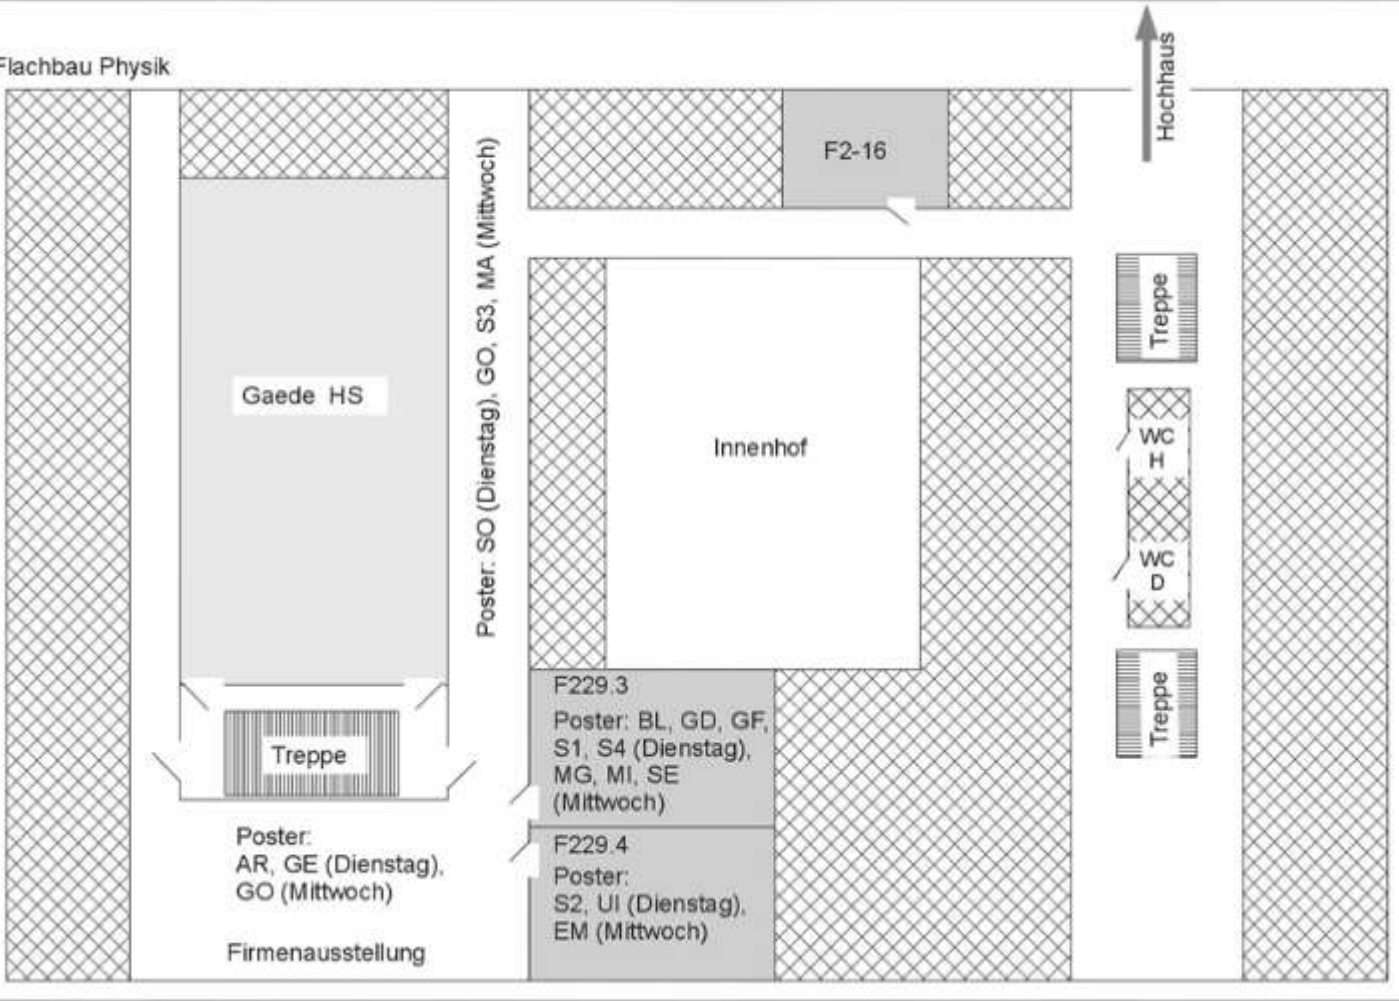 Flachbau Physik
Hochhaus
F2-16
Poster: SO (Dienstag), GO, S3, MA (Mittwoch)
Gaede HS
Innenhof
Treppe
WC
H
WC
D
Treppe
F229.3
Poster: BL, GD, GF,
S1, S4 (Dienstag),
MG, MI, SE
(Mittwoch)
Treppe
F229.4
Poster:
S2, UI (Dienstag),
EM (Mittwoch)
Poster:
AR, GE (Dienstag),
GO (Mittwoch)
Firmenausstellung